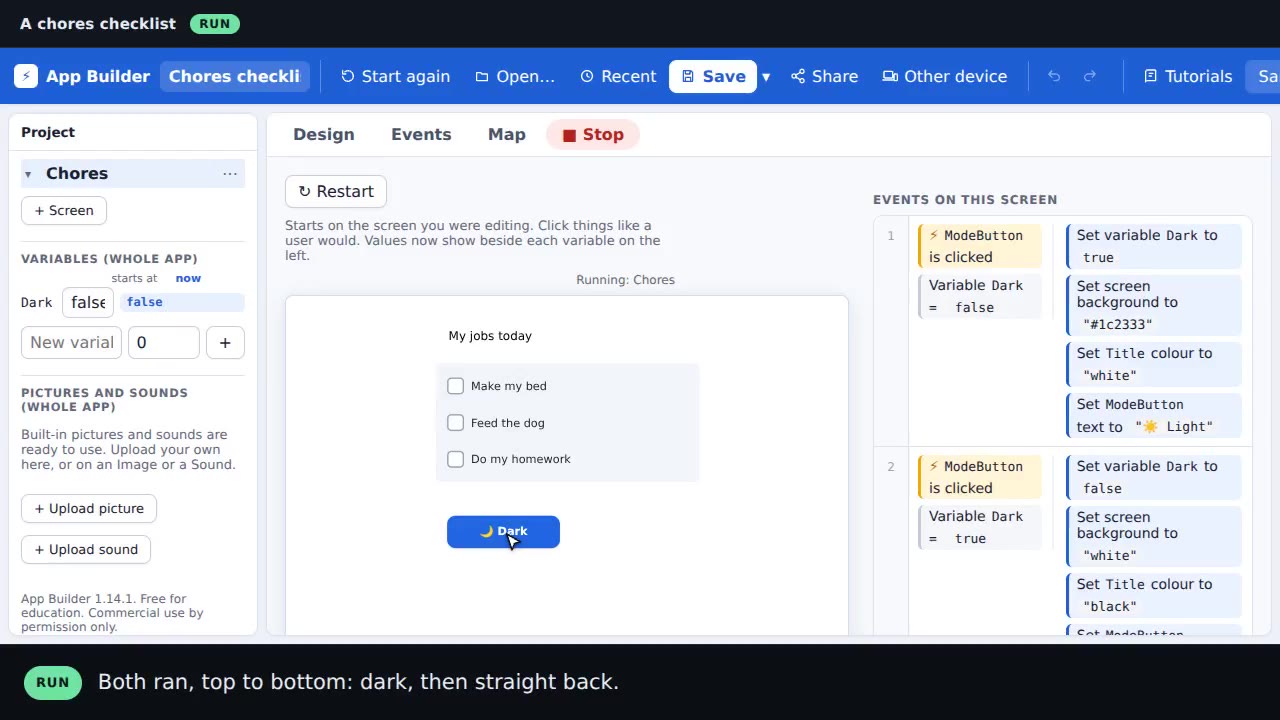 A chores checklist RUN
⚡ App Builder Chores checkli Start again Open... Recent Save ▾ Share Other device Tutorials Sa
Project
▾ Chores ...
+ Screen
VARIABLES (WHOLE APP)
starts at now
Dark false false
New varial 0 +
PICTURES AND SOUNDS
(WHOLE APP)
Built-in pictures and sounds are
ready to use. Upload your own
here, or on an Image or a Sound.
+ Upload picture
+ Upload sound
App Builder 1.14.1. Free for
education. Commercial use by
permission only.
Design Events Map ■ Stop
↻ Restart
Starts on the screen you were editing. Click things like a
user would. Values now show beside each variable on the
left.
Running: Chores
My jobs today
Make my bed
Feed the dog
Do my homework
🌙 Dark
EVENTS ON THIS SCREEN
1
⚡ ModeButton
is clicked
Variable Dark
= false
Set variable Dark to
true
Set screen
background to
"#1c2333"
Set Title colour to
"white"
Set ModeButton
text to "☀️ Light"
2
⚡ ModeButton
is clicked
Variable Dark
= true
Set variable Dark to
false
Set screen
background to
"white"
Set Title colour to
"black"
Set ModeButton
RUN Both ran, top to bottom: dark, then straight back.